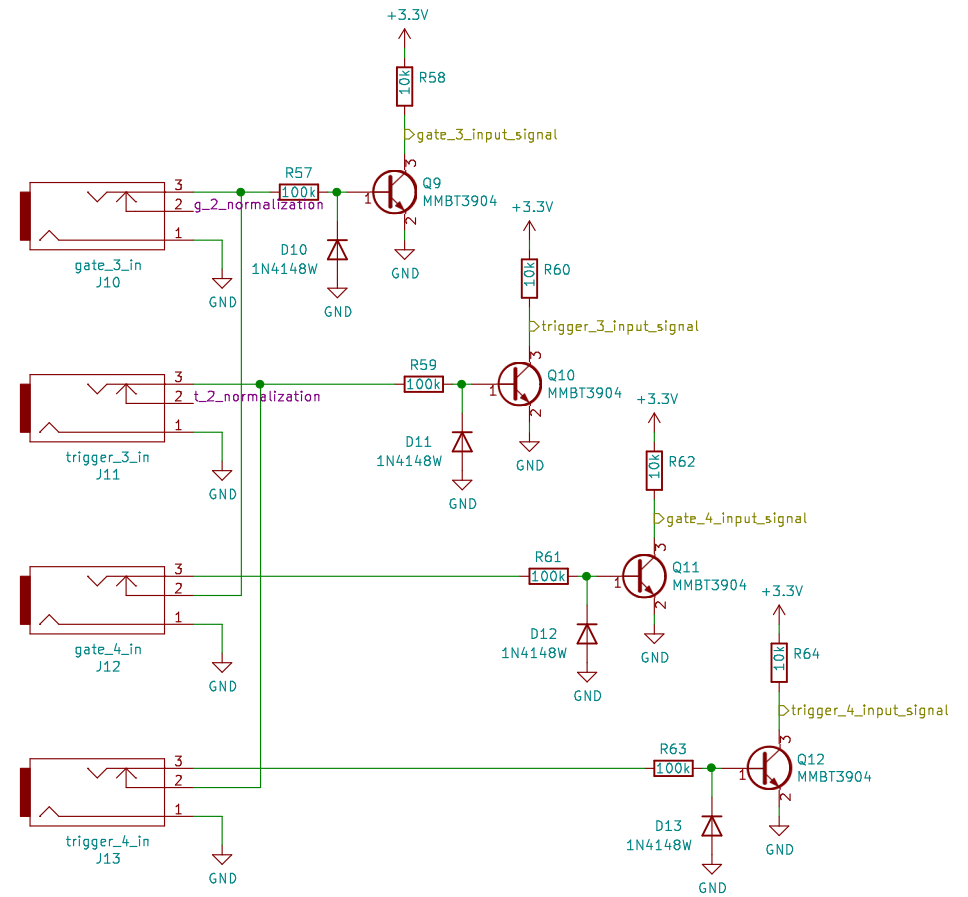 +3.3V
10k
R58
gate_3_input_signal
3
R57
100k
1
Q9
MMBT3904
2
GND
3
2
g_2_normalization
1
gate_3_in
J10
GND
D10
1N4148W
GND
+3.3V
10k
R60
trigger_3_input_signal
3
R59
100k
1
Q10
MMBT3904
2
GND
3
2
t_2_normalization
1
trigger_3_in
J11
GND
D11
1N4148W
GND
+3.3V
10k
R62
gate_4_input_signal
3
R61
100k
1
Q11
MMBT3904
2
GND
3
2
1
gate_4_in
J12
GND
D12
1N4148W
GND
+3.3V
10k
R64
trigger_4_input_signal
3
R63
100k
1
Q12
MMBT3904
2
GND
3
2
1
trigger_4_in
J13
GND
D13
1N4148W
GND